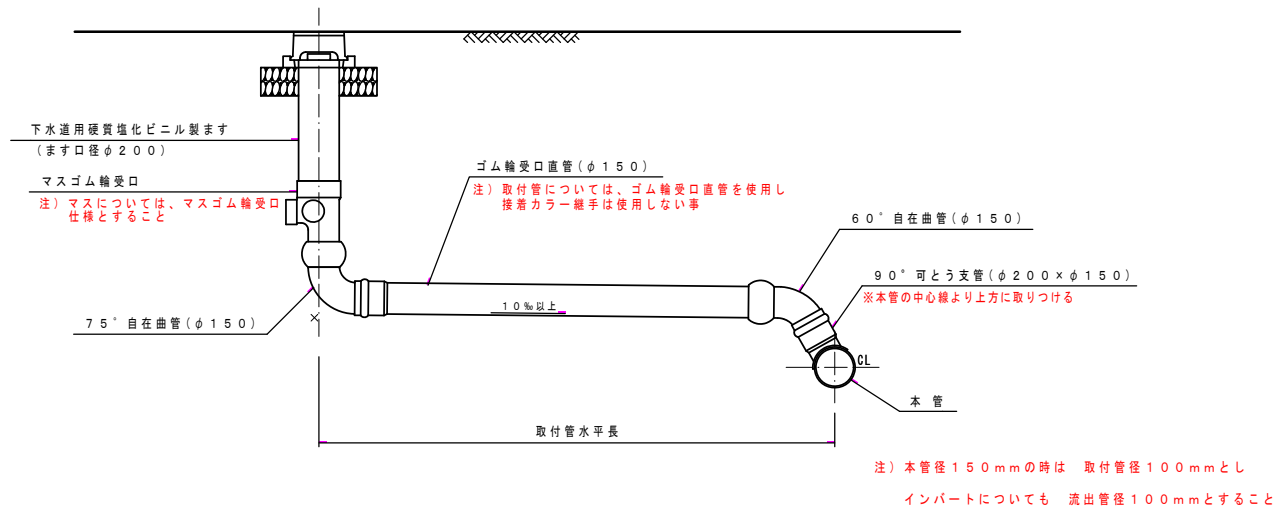 下水道用硬質塩化ビニル製ます
(ます口径φ200)
マスゴム輪受口
注) マスについては、マスゴム輪受口
仕様とすること
ゴム輪受口直管(φ150)
注) 取付管については、ゴム輪受口直管を使用し
接着カラー継手は使用しない事
60°自在曲管(φ150)
90°可とう支管(φ200×φ150)
※本管の中心線より上方に取りつける
75°自在曲管(φ150)
10‰以上
CL
本 管
取付管水平長
注) 本管径150mmの時は 取付管径100mmとし
インバートについても 流出管径100mmとすること